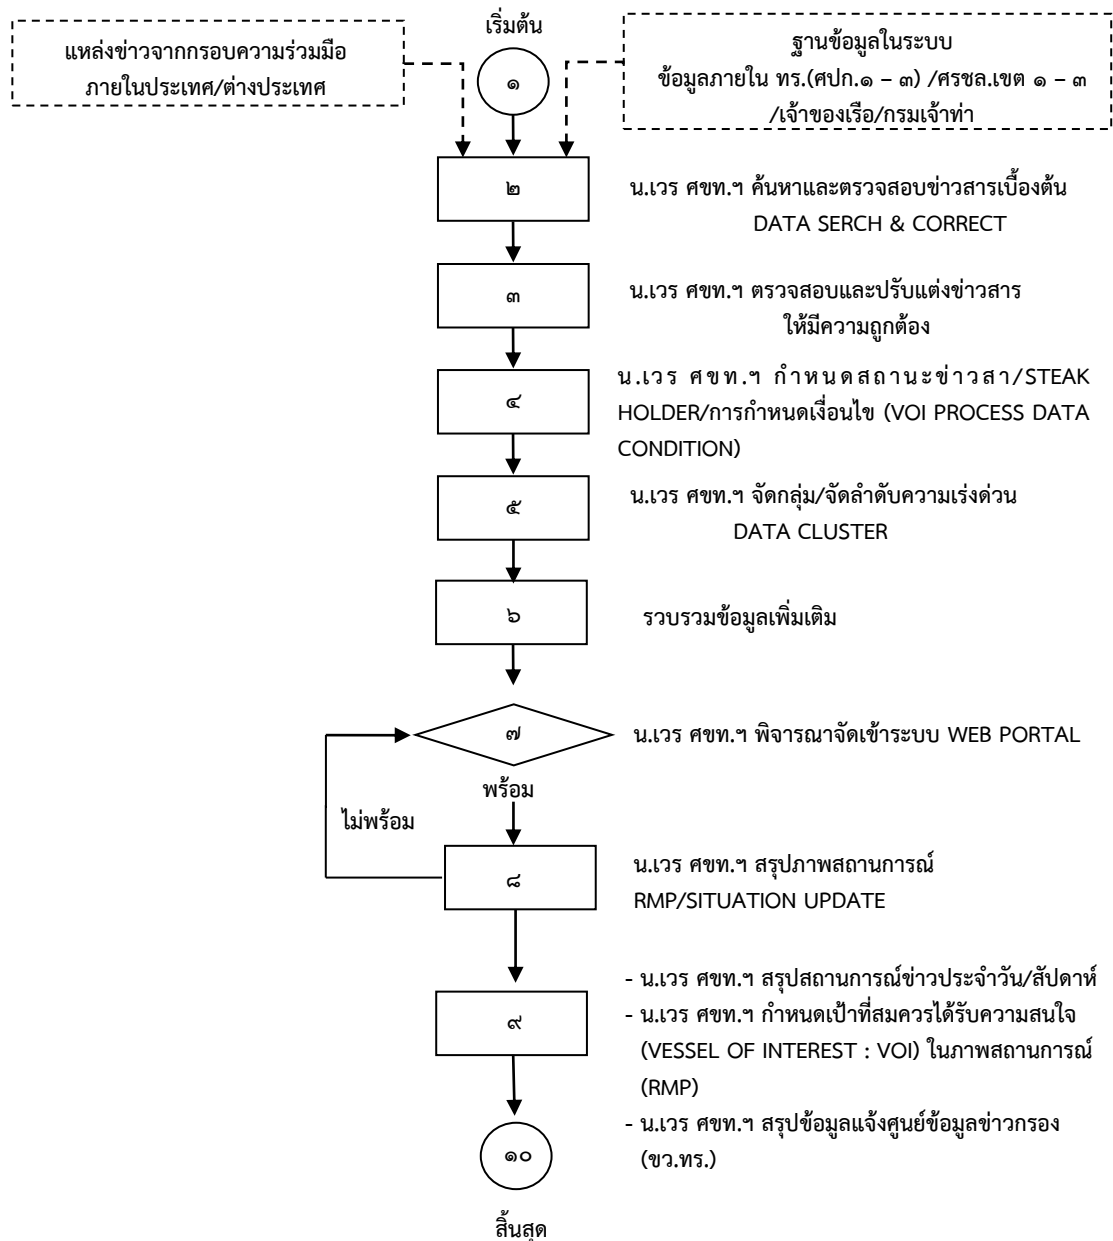 เริ่มต้น
แหล่งข่าวจากกรอบความร่วมมือ
ภายในประเทศ/ต่างประเทศ
๑
ฐานข้อมูลในระบบ
ข้อมูลภายใน ทร.(ศปก.๑ – ๓) /ศรชล.เขต ๑ – ๓
/เจ้าของเรือ/กรมเจ้าท่า
๒
น.เวร ศขท.ฯ ค้นหาและตรวจสอบข่าวสารเบื้องต้น
DATA SERCH & CORRECT
๓
น.เวร ศขท.ฯ ตรวจสอบและปรับแต่งข่าวสาร
ให้มีความถูกต้อง
๔
น.เวร ศขท.ฯ กำหนดสถานะข่าวสา/STEAK
HOLDER/การกำหนดเงื่อนไข (VOI PROCESS DATA
CONDITION)
๕
น.เวร ศขท.ฯ จัดกลุ่ม/จัดลำดับความเร่งด่วน
DATA CLUSTER
๖
รวบรวมข้อมูลเพิ่มเติม
๗
น.เวร ศขท.ฯ พิจารณาจัดเข้าระบบ WEB PORTAL
พร้อม
ไม่พร้อม
๘
น.เวร ศขท.ฯ สรุปภาพสถานการณ์
RMP/SITUATION UPDATE
๙
- น.เวร ศขท.ฯ สรุปสถานการณ์ข่าวประจำวัน/สัปดาห์
- น.เวร ศขท.ฯ กำหนดเป้าที่สมควรได้รับความสนใจ
(VESSEL OF INTEREST : VOI) ในภาพสถานการณ์
(RMP)
- น.เวร ศขท.ฯ สรุปข้อมูลแจ้งศูนย์ข้อมูลข่าวกรอง
(ขว.ทร.)
๑๐
สิ้นสุด